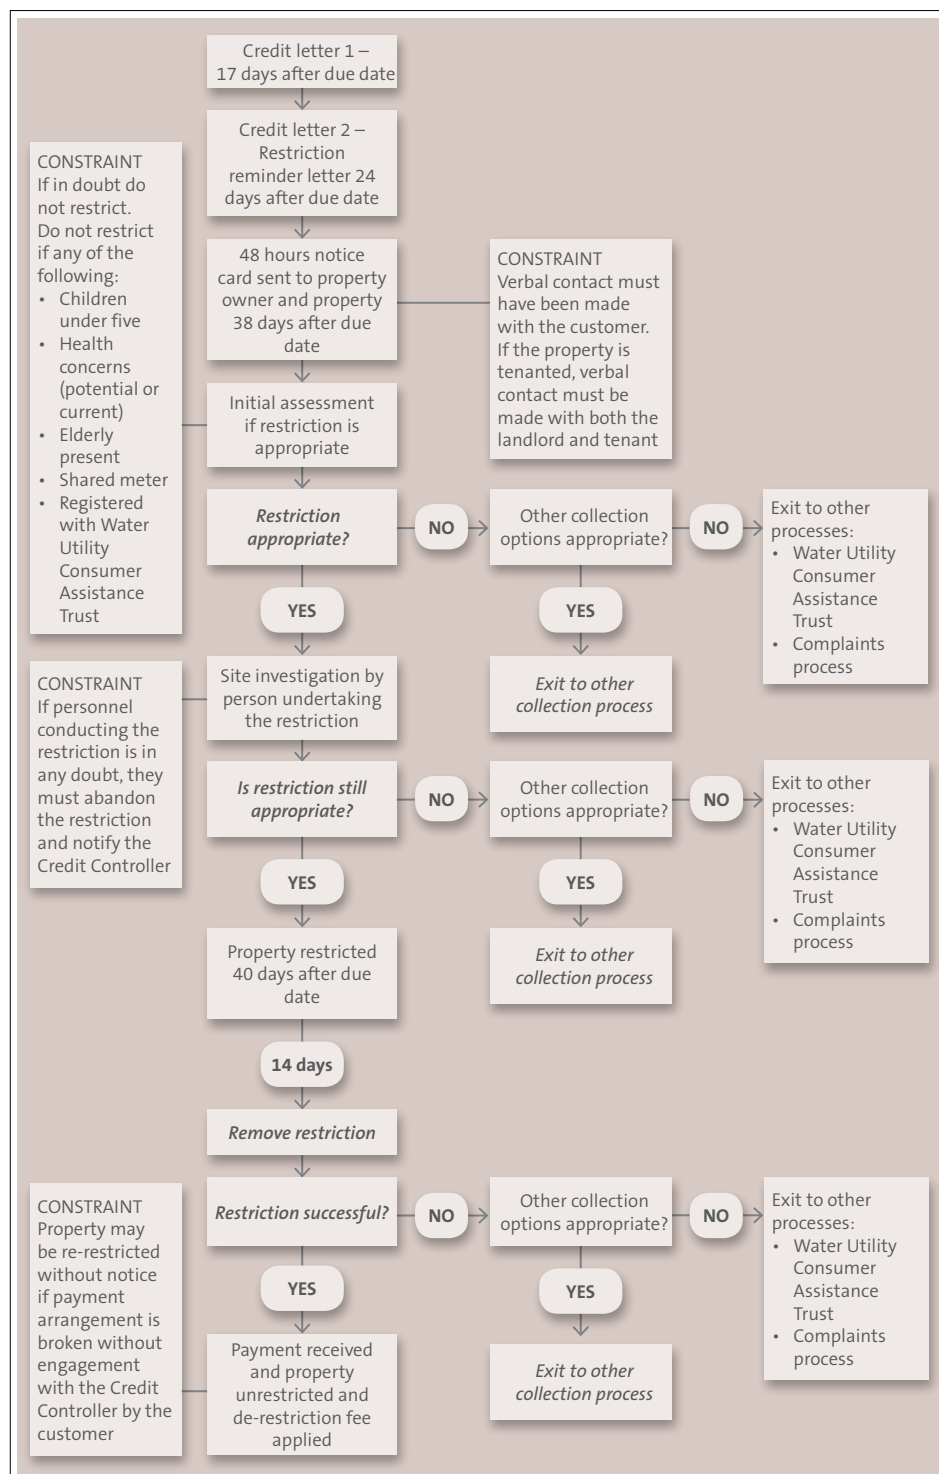 Credit letter 1 –
17 days after due date
Credit letter 2 –
Restriction
reminder letter 24
days after due date
CONSTRAINT
If in doubt do
not restrict.
Do not restrict
if any of the
following:
• Children
under five
• Health
concerns
(potential or
current)
• Elderly
present
• Shared meter
• Registered
with Water
Utility
Consumer
Assistance
Trust
48 hours notice
card sent to property
owner and property
38 days after due
date
CONSTRAINT
Verbal contact must
have been made
with the customer.
If the property is
tenanted, verbal
contact must be
made with both the
landlord and tenant
Initial assessment
if restriction is
appropriate
Restriction
appropriate?
NO
Other collection
options appropriate?
NO
Exit to other
processes:
• Water Utility
Consumer
Assistance
Trust
• Complaints
process
YES
YES
CONSTRAINT
If personnel
conducting the
restriction is in
any doubt, they
must abandon
the restriction
and notify the
Credit Controller
Site investigation by
person undertaking
the restriction
Exit to other
collection process
Is restriction still
appropriate?
NO
Other collection
options appropriate?
NO
Exit to other
processes:
• Water Utility
Consumer
Assistance
Trust
• Complaints
process
YES
YES
Property restricted
40 days after due
date
Exit to other
collection process
14 days
Remove restriction
CONSTRAINT
Property may
be re-restricted
without notice
if payment
arrangement is
broken without
engagement
with the Credit
Controller by the
customer
Restriction successful?
NO
Other collection
options appropriate?
NO
Exit to other
processes:
• Water Utility
Consumer
Assistance
Trust
• Complaints
process
YES
YES
Payment received
and property
unrestricted and
de-restriction fee
applied
Exit to other
collection process